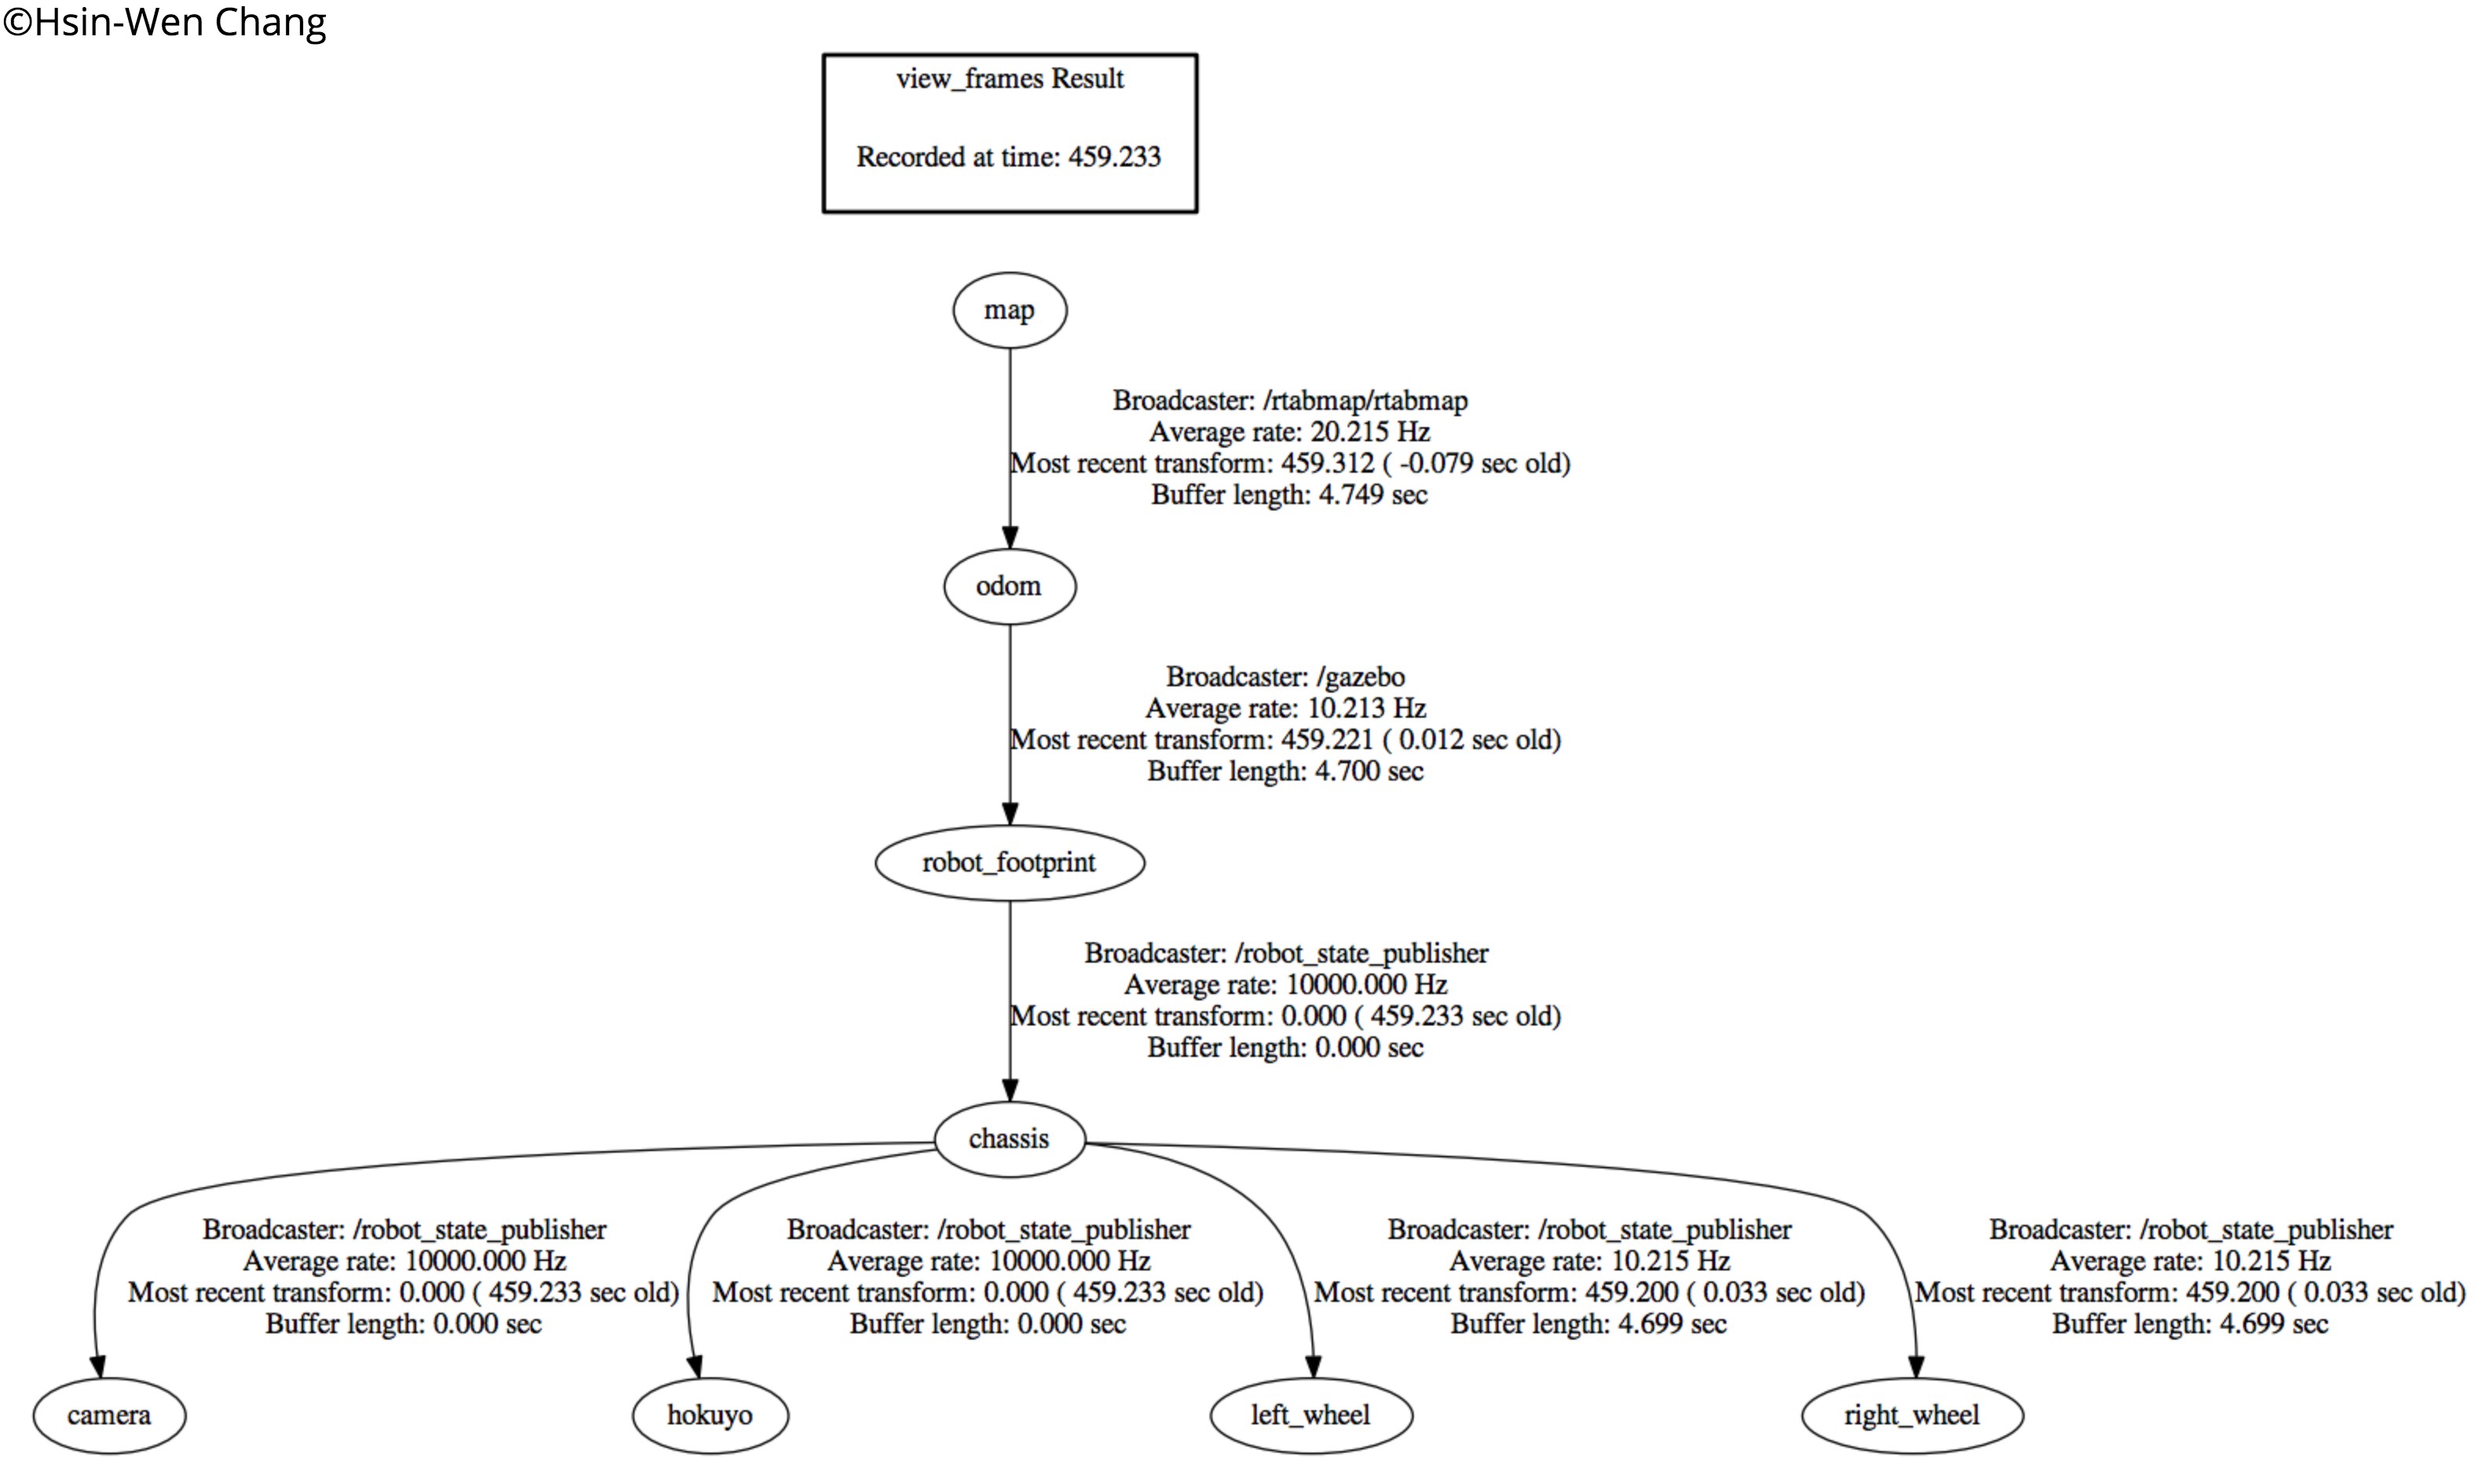 ©Hsin-Wen Chang
view_frames Result
Recorded at time: 459.233
map
Broadcaster: /rtabmap/rtabmap
Average rate: 20.215 Hz
Most recent transform: 459.312 ( -0.079 sec old)
Buffer length: 4.749 sec
odom
Broadcaster: /gazebo
Average rate: 10.213 Hz
Most recent transform: 459.221 ( 0.012 sec old)
Buffer length: 4.700 sec
robot_footprint
Broadcaster: /robot_state_publisher
Average rate: 10000.000 Hz
Most recent transform: 0.000 ( 459.233 sec old)
Buffer length: 0.000 sec
chassis
Broadcaster: /robot_state_publisher
Average rate: 10000.000 Hz
Most recent transform: 0.000 ( 459.233 sec old)
Buffer length: 0.000 sec
Broadcaster: /robot_state_publisher
Average rate: 10000.000 Hz
Most recent transform: 0.000 ( 459.233 sec old)
Buffer length: 0.000 sec
Broadcaster: /robot_state_publisher
Average rate: 10.215 Hz
Most recent transform: 459.200 ( 0.033 sec old)
Buffer length: 4.699 sec
Broadcaster: /robot_state_publisher
Average rate: 10.215 Hz
Most recent transform: 459.200 ( 0.033 sec old)
Buffer length: 4.699 sec
camera
hokuyo
left_wheel
right_wheel